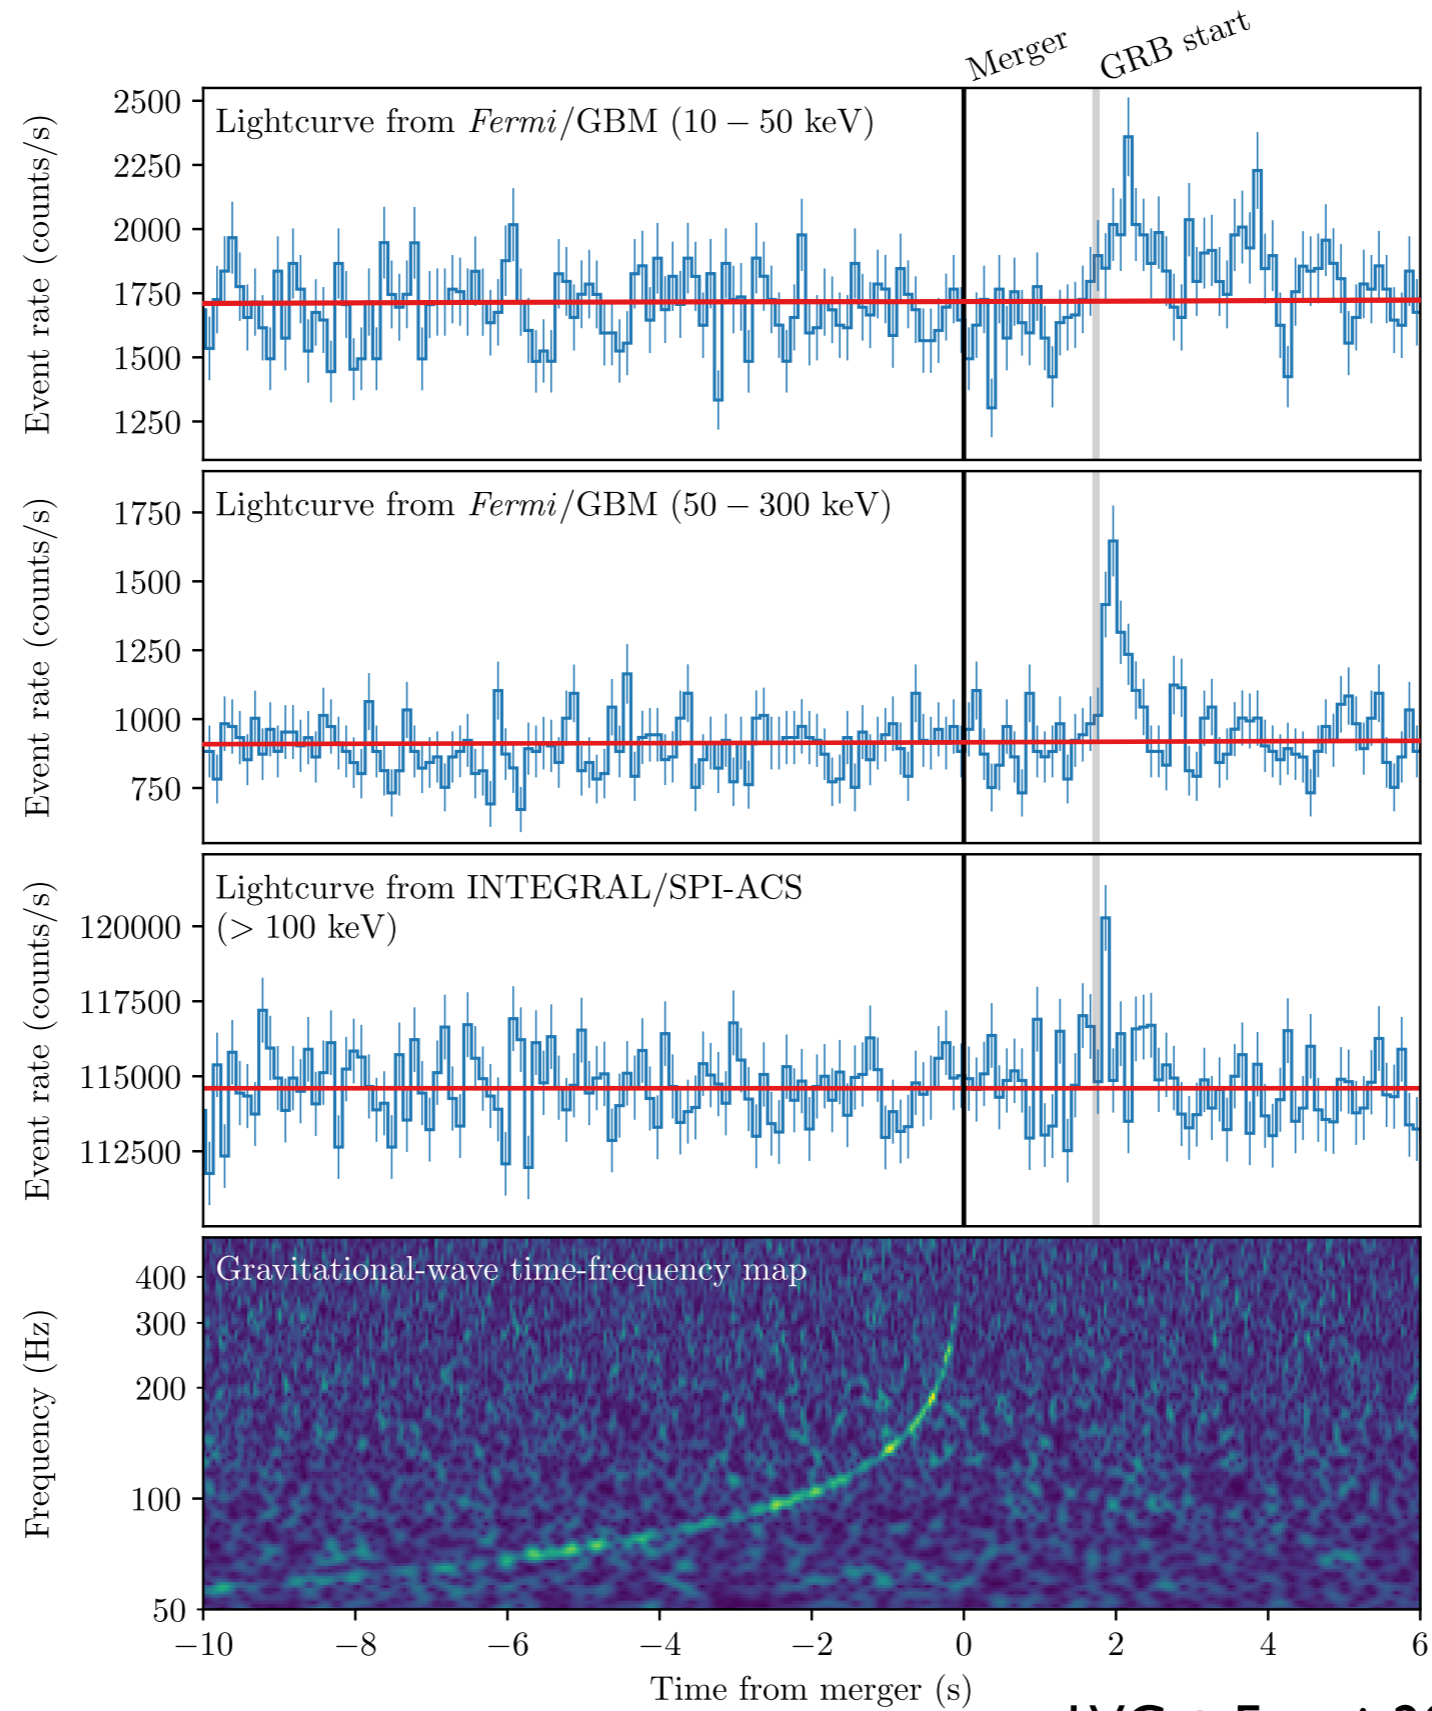 Merger GRB start
2500
2250
2000
1750
1500
1250
Event rate (counts/s)
Lightcurve from Fermi/GBM (10 – 50 keV)
1750
1500
1250
1000
750
Event rate (counts/s)
Lightcurve from Fermi/GBM (50 – 300 keV)
120000
117500
115000
112500
Event rate (counts/s)
Lightcurve from INTEGRAL/SPI-ACS
(> 100 keV)
400
300
200
100
50
Frequency (Hz)
Gravitational-wave time-frequency map
−10 −8 −6 −4 −2 0 2 4 6
Time from merger (s)